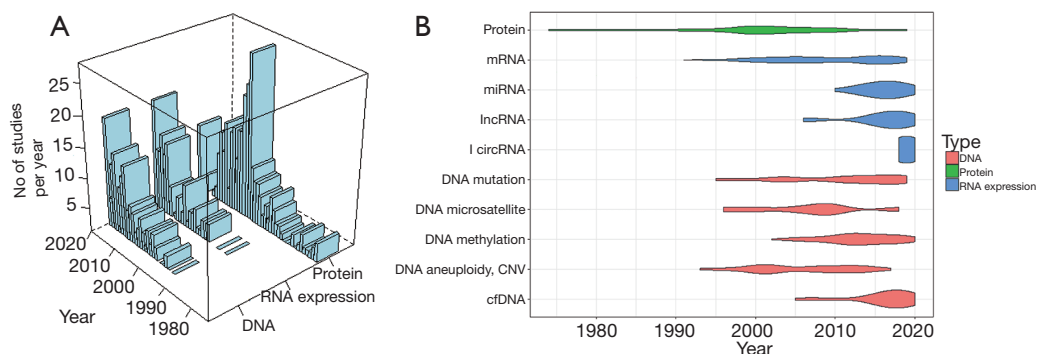 A
No of studies
per year
25
20
15
10
5
2020
2010
2000
1990
1980
Year
DNA
RNA expression
Protein
B
Protein
mRNA
miRNA
lncRNA
l circRNA
DNA mutation
DNA microsatellite
DNA methylation
DNA aneuploidy, CNV
cfDNA
1980 1990 2000 2010 2020
Year
Type
DNA
Protein
RNA expression